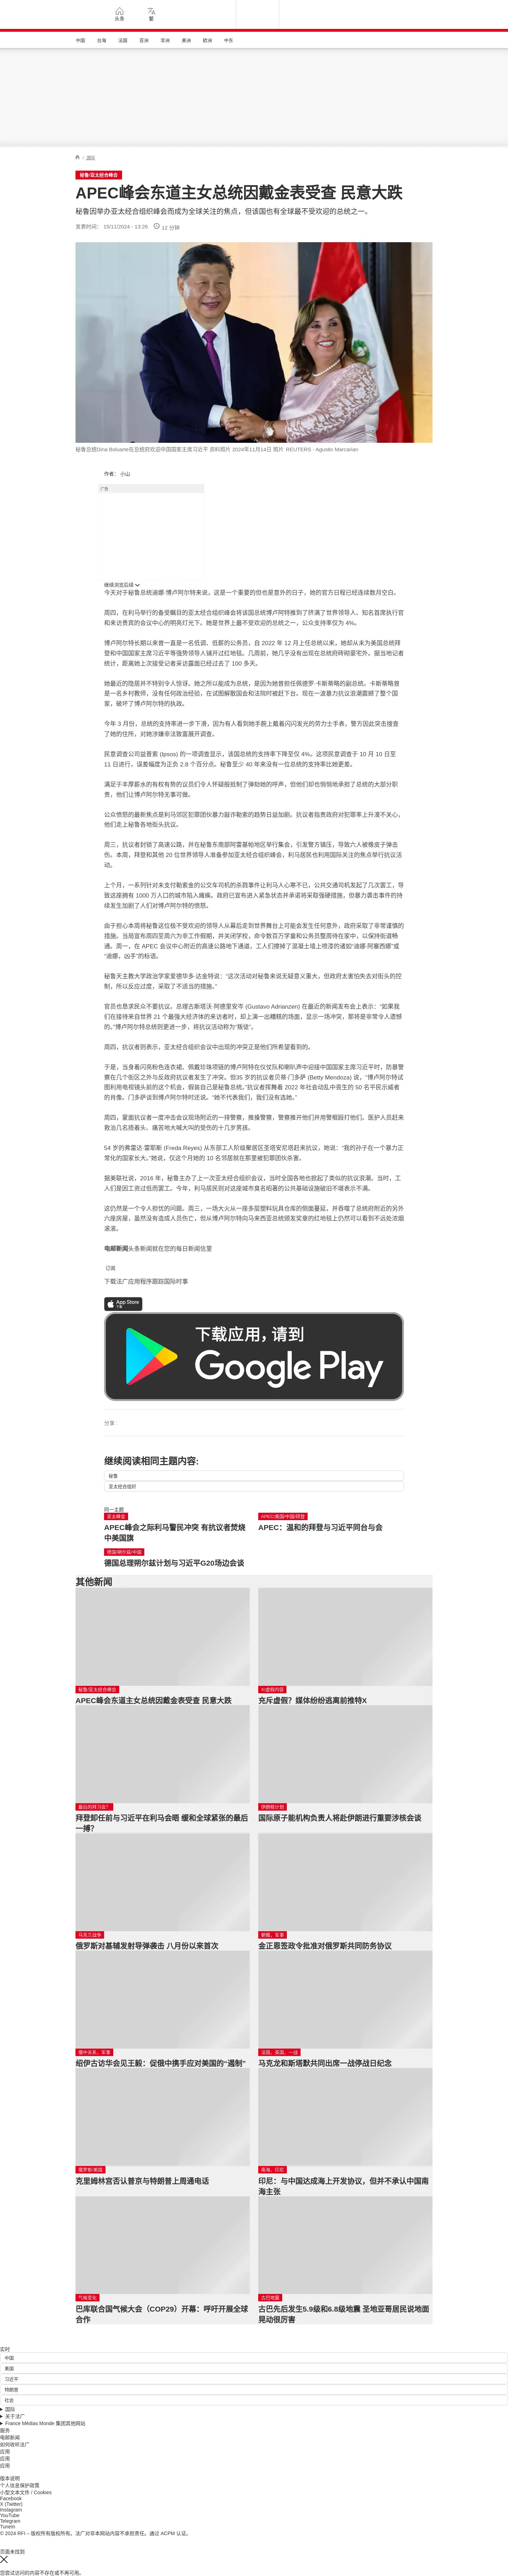 头条
繁
中国
台海
法国
亚洲
非洲
美洲
欧洲
中东
/ 国际
秘鲁/亚太经合峰会
APEC峰会东道主女总统因戴金表受查 民意大跌
秘鲁因举办亚太经合组织峰会而成为全球关注的焦点，但该国也有全球最不受欢迎的总统之一。
发表时间： 15/11/2024 - 13:26
12 分钟
秘鲁总统Dina Boluarte在总统府欢迎中国国家主席习近平 资料照片 2024年11月14日 照片 REUTERS - Agustin Marcarian
作者： 小山
广告
继续浏览后续
今天对于秘鲁总统迪娜·博卢阿尔特来说，这是一个重要的但也是意外的日子，她的官方日程已经连续数月空白。
周四，在利马举行的备受瞩目的亚太经合组织峰会将该国总统博卢阿特推到了挤满了世界领导人、知名首席执行官和来访贵宾的会议中心的明亮灯光下。她是世界上最不受欢迎的总统之一，公众支持率仅为 4%。
博卢阿尔特长期以来曾一直是一名低调、低薪的公务员，自 2022 年 12 月上任总统以来，她却从未为美国总统拜登和中国国家主席习近平等强势领导人铺开过红地毯。几周前，她几乎没有出现在总统府砖砌豪宅外。据当地记者统计，距离她上次接受记者采访露面已经过去了 100 多天。
她最近的隐居并不特别令人惊讶。她之所以能成为总统，是因为她曾担任佩德罗·卡斯蒂略的副总统。卡斯蒂略曾是一名乡村教师，没有任何政治经验，在试图解散国会和法院时被赶下台。现在一波暴力抗议浪潮震撼了整个国家，破坏了博卢阿尔特的执政。
今年 3 月份，总统的支持率进一步下滑，因为有人看到她手腕上戴着闪闪发光的劳力士手表，警方因此突击搜查了她的住所，对她涉嫌非法致富展开调查。
民意调查公司益普索 (Ipsos) 的一项调查显示，该国总统的支持率下降至仅 4%。这项民意调查于 10 月 10 日至 11 日进行，误差幅度为正负 2.8 个百分点。秘鲁至少 40 年来没有一位总统的支持率比她更差。
满足于丰厚薪水的有权有势的议员们令人怀疑般抵制了弹劾她的呼声，但他们却也悄悄地承担了总统的大部分职责，他们让博卢阿尔特无事可做。
公众愤怒的最新焦点是利马郊区犯罪团伙暴力敲诈勒索的趋势日益加剧。抗议者指责政府对犯罪率上升漠不关心，他们走上秘鲁各地街头抗议。
周三，抗议者封锁了高速公路，并在秘鲁东南部阿雷基帕地区举行集会，引发警方镇压，导致六人被橡皮子弹击伤。本周，拜登和其他 20 位世界领导人准备参加亚太经合组织峰会，利马居民也利用国际关注的焦点举行抗议活动。
上个月，一系列针对未支付勒索金的公交车司机的杀戮事件让利马人心寒不已，公共交通司机发起了几次罢工，导致这座拥有 1000 万人口的城市陷入瘫痪。政府已宣布进入紧急状态并承诺将采取强硬措施，但暴力袭击事件的持续发生加剧了人们对博卢阿尔特的愤怒。
由于担心本周将秘鲁这位极不受欢迎的领导人从幕后走到世界舞台上可能会发生任何意外，政府采取了非常谨慎的措施。当局宣布周四至周六为非工作假期，并关闭学校，命令数百万学童和公务员整周待在家中，以保持街道畅通。周一，在 APEC 会议中心附近的高速公路地下通道，工人们擦掉了混凝土墙上喷漆的诸如“迪娜·阿塞西娜”或“迪娜，凶手”的标语。
秘鲁天主教大学政治学家爱德华多·达金特说：“这次活动对秘鲁来说无疑意义重大，但政府太害怕失去对街头的控制，所以反应过度，采取了不适当的措施。”
官员也恳求民众不要抗议。总理古斯塔沃·阿德里安岑 (Gustavo Adrianzen) 在最近的新闻发布会上表示：“如果我们在接待来自世界 21 个最强大经济体的来访者时，却上演一出糟糕的场面，显示一场冲突，那将是非常令人遗憾的。”博卢阿尔特总统则更进一步，将抗议活动称为“叛徒”。
周四，抗议者则表示，亚太经合组织会议中出现的冲突正是他们所希望看到的。
于是，当身着闪亮粉色连衣裙、佩戴珍珠项链的博卢阿特在仪仗队和喇叭声中迎接中国国家主席习近平时，防暴警察在几个街区之外与反政府抗议者发生了冲突。但35 岁的抗议者贝蒂·门多萨 (Betty Mendoza) 说，“博卢阿尔特试图利用电视镜头前的这个机会，假装自己是秘鲁总统。”抗议者挥舞着 2022 年社会动乱中丧生的 50 名平民示威者的肖像。门多萨谈到博卢阿尔特时还说。“她不代表我们，我们没有选她。”
周四，蒙面抗议者一度冲击会议现场附近的一排警察，推搡警察，警察推开他们并用警棍殴打他们。医护人员赶来救治几名捂着头、痛苦地大喊大叫的受伤的十几岁男孩。
54 岁的弗雷达·雷耶斯 (Freda Reyes) 从东部工人阶级聚居区圣塔安尼塔赶来抗议，她说：“我的孙子在一个暴力正常化的国家长大。”她说，仅这个月她的 10 名邻居就在那里被犯罪团伙杀害。
据美联社说，2016 年，秘鲁主办了上一次亚太经合组织会议，当时全国各地也掀起了类似的抗议浪潮。当时，工人们是因工资过低而罢工。今年，利马居民则对这座城市臭名昭著的公共基础设施破旧不堪表示不满。
这仍然是一个令人担忧的问题。周三，一场大火从一座多层塑料玩具仓库的侧面蔓延，并吞噬了总统府附近的另外六座房屋，虽然没有造成人员伤亡，但从博卢阿尔特向马来西亚总统颁发奖章的红地毯上仍然可以看到不远处浓烟滚滚。
电邮新闻头条新闻就在您的每日新闻信里
订阅
下载法广应用程序跟踪国际时事
App Store
下载应用，请到
Google Play
分享 :
继续阅读相同主题内容:
秘鲁
亚太经合组织
同一主题
亚太峰会
APEC峰会之际利马警民冲突 有抗议者焚烧中美国旗
APEC/美国/中国/拜登
APEC：温和的拜登与习近平同台与会
德国/朔尔茲/中国
德国总理朔尔兹计划与习近平G20场边会谈
其他新闻
秘鲁/亚太经合峰会
APEC峰会东道主女总统因戴金表受查 民意大跌
X/虚假内容
充斥虚假？媒体纷纷逃离前推特X
最后的拜习会?
拜登卸任前与习近平在利马会晤 缓和全球紧张的最后一搏?
伊朗核计划
国际原子能机构负责人将赴伊朗进行重要涉核会谈
乌克兰战争
俄罗斯对基辅发射导弹袭击 八月份以来首次
朝俄、军事
金正恩签政令批准对俄罗斯共同防务协议
俄中关系、军事
绍伊古访华会见王毅：促俄中携手应对美国的“遏制”
法国、英国、一战
马克龙和斯塔默共同出席一战停战日纪念
俄罗斯/美国
克里姆林宫否认普京与特朗普上周通电话
南海、印尼
印尼：与中国达成海上开发协议，但并不承认中国南海主张
气候变化
巴库联合国气候大会（COP29）开幕：呼吁开展全球合作
古巴地震
古巴先后发生5.9级和6.8级地震 圣地亚哥居民说地面晃动很厉害
实时
中国
美国
习近平
特朗普
社会
国际
关于法广
France Médias Monde 集团其他网站
服务
电邮新闻
如何收听法广
应用
应用
应用
版本说明
个人信息保护政策
小型文本文件 / Cookies
Facebook
X (Twitter)
Instagram
YouTube
Telegram
TuneIn
© 2024 RFI – 版权所有版权所有。法广对非本网站内容不承担责任。通过 ACPM 认证。
页面未找到
您尝试访问的内容不存在或不再可用。